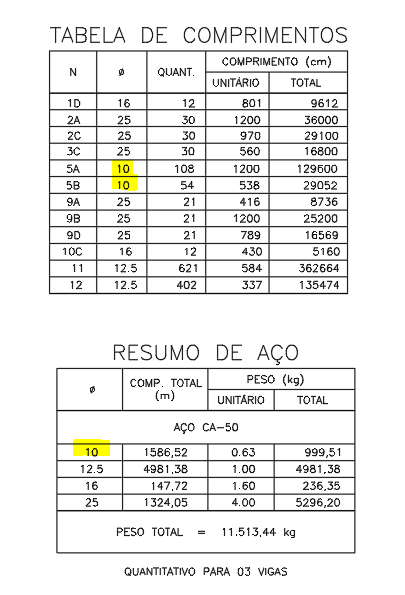 TABELA DE COMPRIMENTOS
N ø QUANT. COMPRIMENTO (cm)
UNITÁRIO TOTAL
1D 16 12 801 9612
2A 25 30 1200 36000
2C 25 30 970 29100
3C 25 30 560 16800
5A 10 108 1200 129600
5B 10 54 538 29052
9A 25 21 416 8736
9B 25 21 1200 25200
9D 25 21 789 16569
10C 16 12 430 5160
11 12.5 621 584 362664
12 12.5 402 337 135474
RESUMO DE AÇO
ø COMP. TOTAL (m) PESO (kg)
UNITÁRIO TOTAL
AÇO CA-50
10 1586,52 0.63 999,51
12.5 4981,38 1.00 4981,38
16 147,72 1.60 236,35
25 1324,05 4.00 5296,20
PESO TOTAL = 11.513,44 kg
QUANTITATIVO PARA 03 VIGAS